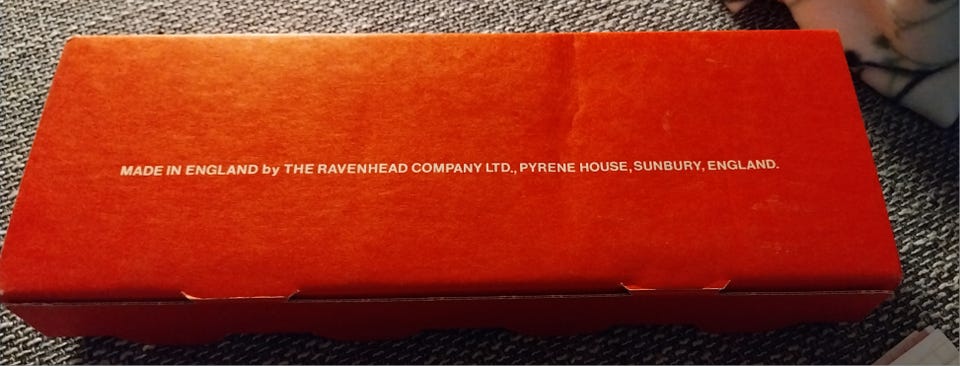 MADE IN ENGLAND by THE RAVENHEAD COMPANY LTD., PYRENE HOUSE, SUNBURY, ENGLAND.